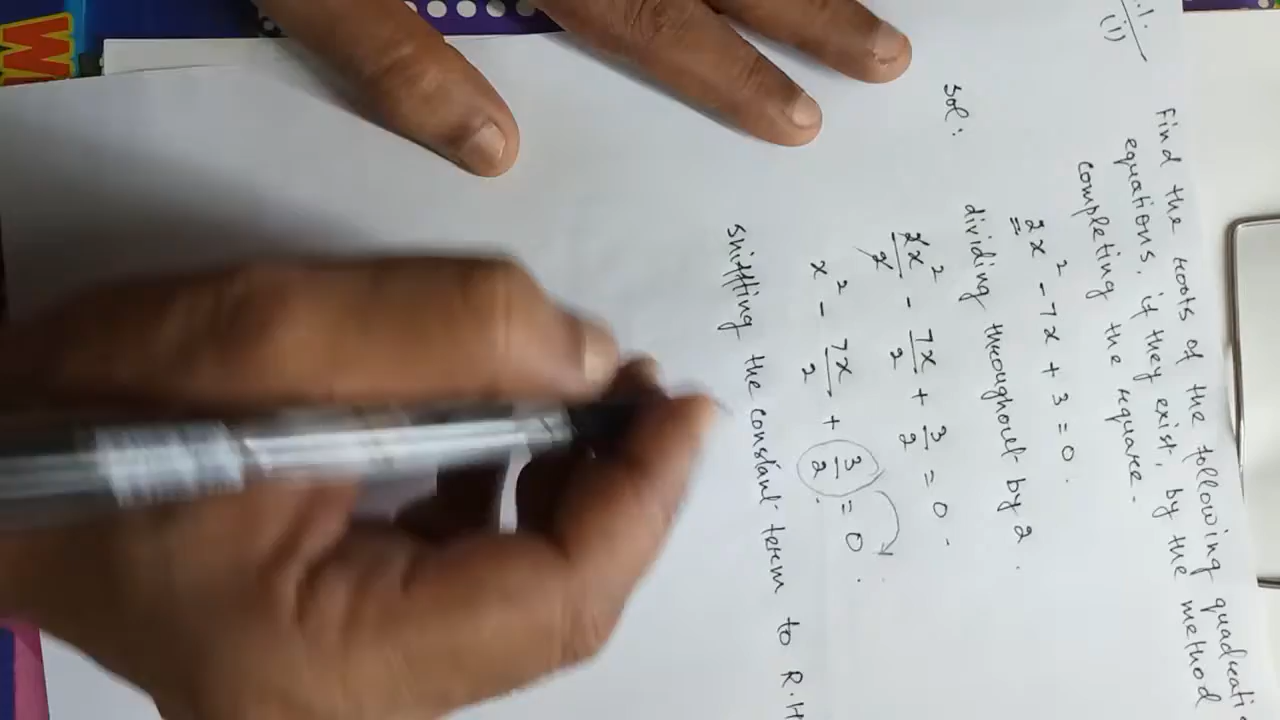 .1.
(i)
Find the roots of the following
equations, if they exist, by the method
completing the square.
Sol:
2x² - 7x + 3 = 0.
dividing throughout by 2.
2x²/2 - 7x/2 + 3/2 = 0.
x² - 7x/2 + 3/2 = 0.
shiffting the constant term to R.H
W